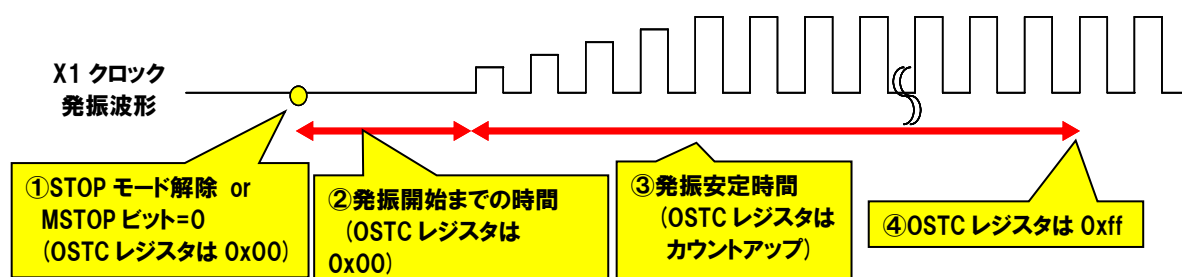 X1 クロック
発振波形
①STOP モード解除 or
MSTOP ビット=0
(OSTC レジスタは 0x00)
②発振開始までの時間
(OSTC レジスタは
0x00)
③発振安定時間
(OSTC レジスタは
カウントアップ)
④OSTC レジスタは 0xff